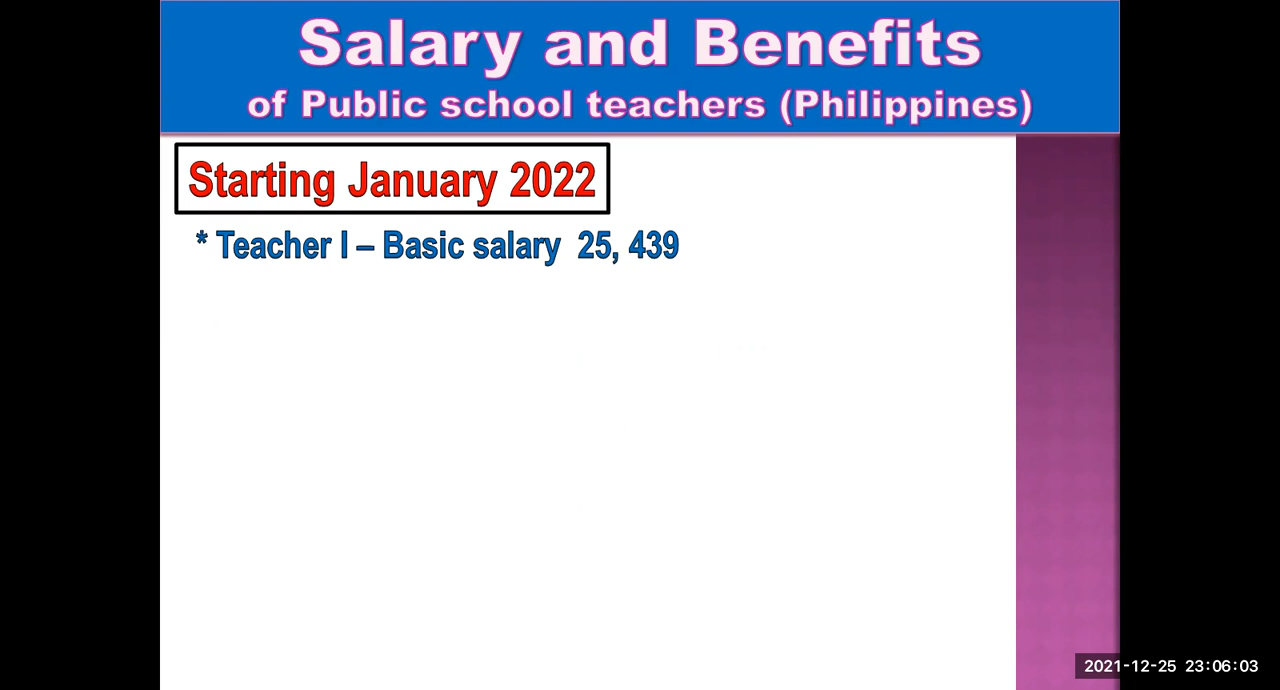 Salary and Benefits
of Public school teachers (Philippines)
Starting January 2022
* Teacher I – Basic salary 25, 439
2021-12-25 23:06:03